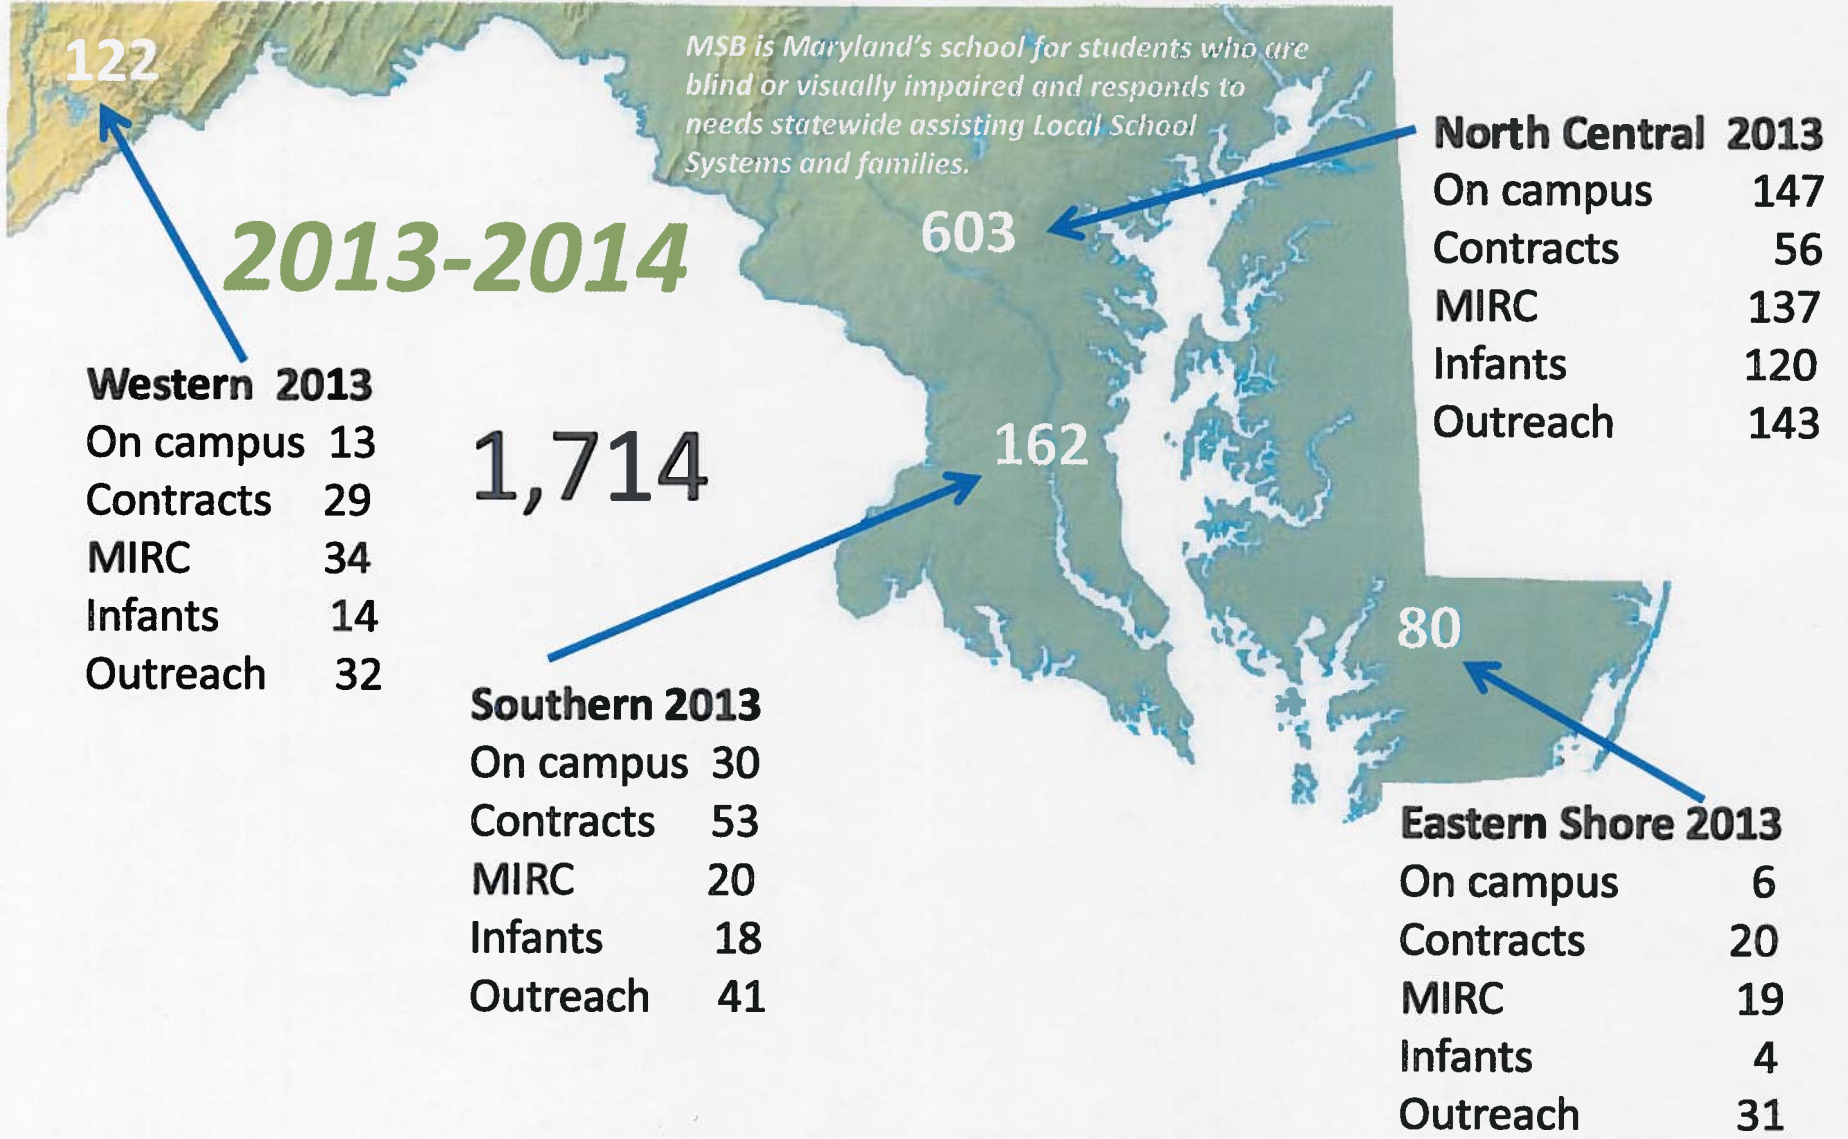 122
MSB is Maryland's school for students who are
blind or visually impaired and responds to
needs statewide assisting Local School
Systems and families.
2013-2014
1,714
603
162
80
North Central 2013
On campus 147
Contracts 56
MIRC 137
Infants 120
Outreach 143
Western 2013
On campus 13
Contracts 29
MIRC 34
Infants 14
Outreach 32
Southern 2013
On campus 30
Contracts 53
MIRC 20
Infants 18
Outreach 41
Eastern Shore 2013
On campus 6
Contracts 20
MIRC 19
Infants 4
Outreach 31